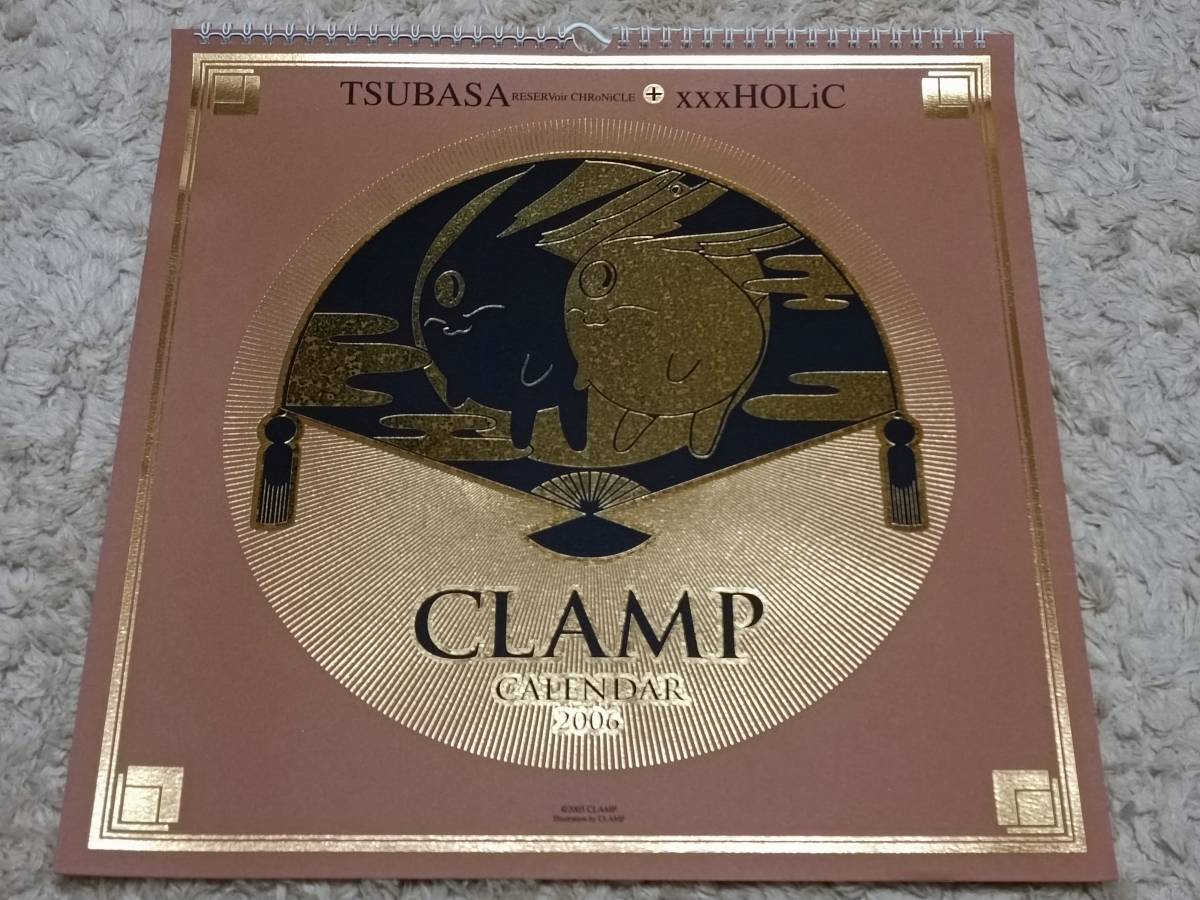 TSUBASA RESERVoir CHRoNiCLE + xxxHOLiC
CLAMP
CALENDAR
2006
©2005 CLAMP
Illustration by CLAMP